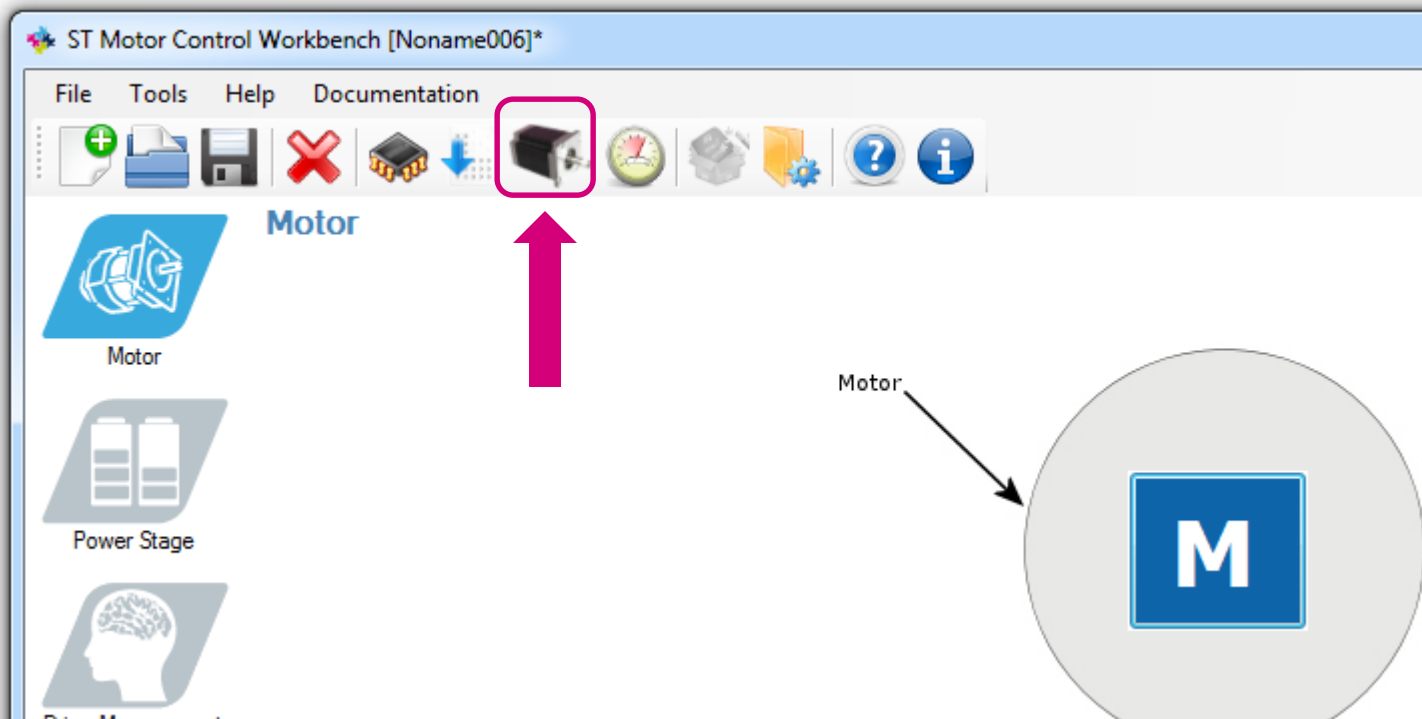 ST Motor Control Workbench [Noname006]*
File Tools Help Documentation
Motor
Motor
Motor
M
Power Stage